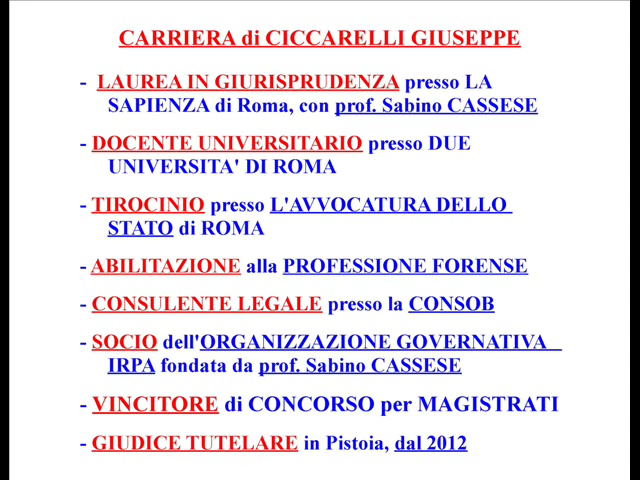 CARRIERA di CICCARELLI GIUSEPPE
- LAUREA IN GIURISPRUDENZA presso LA
SAPIENZA di Roma, con prof. Sabino CASSESE
- DOCENTE UNIVERSITARIO presso DUE
UNIVERSITA' DI ROMA
- TIROCINIO presso L'AVVOCATURA DELLO
STATO di ROMA
- ABILITAZIONE alla PROFESSIONE FORENSE
- CONSULENTE LEGALE presso la CONSOB
- SOCIO dell'ORGANIZZAZIONE GOVERNATIVA
IRPA fondata da prof. Sabino CASSESE
- VINCITORE di CONCORSO per MAGISTRATI
- GIUDICE TUTELARE in Pistoia, dal 2012